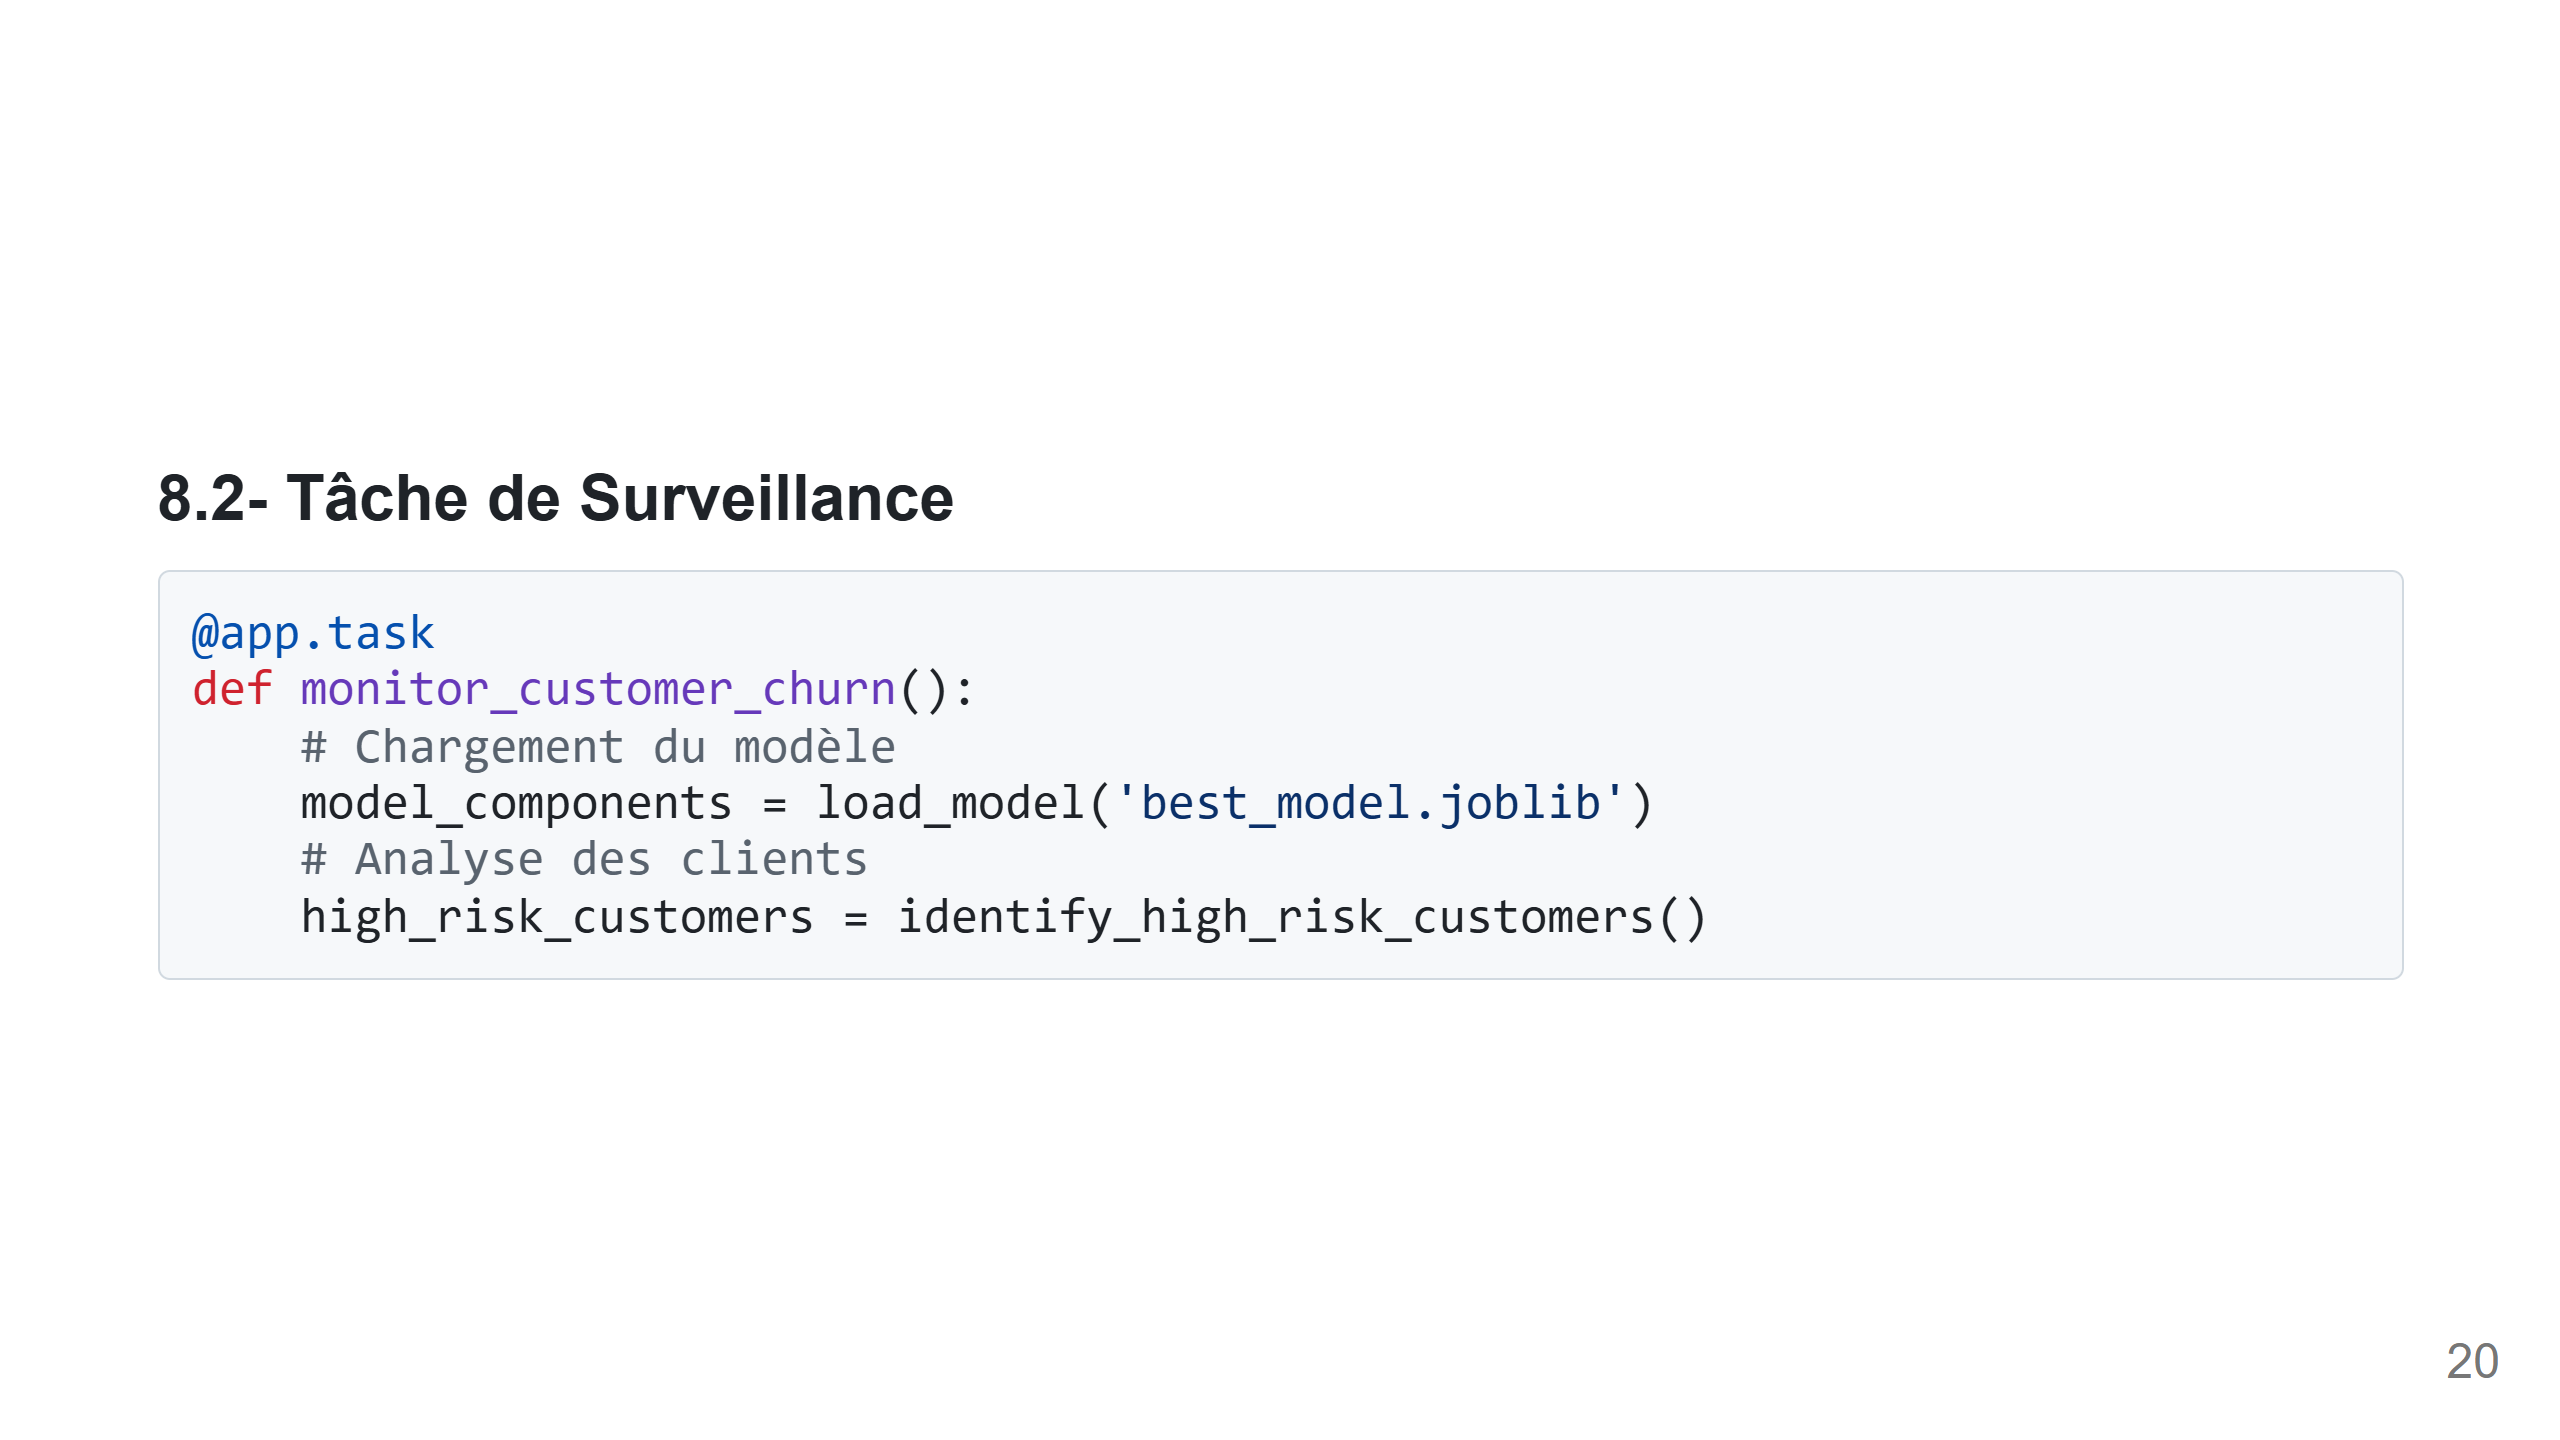 8.2- Tâche de Surveillance
@app.task
def monitor_customer_churn():
    # Chargement du modèle
    model_components = load_model('best_model.joblib')
    # Analyse des clients
    high_risk_customers = identify_high_risk_customers()
20